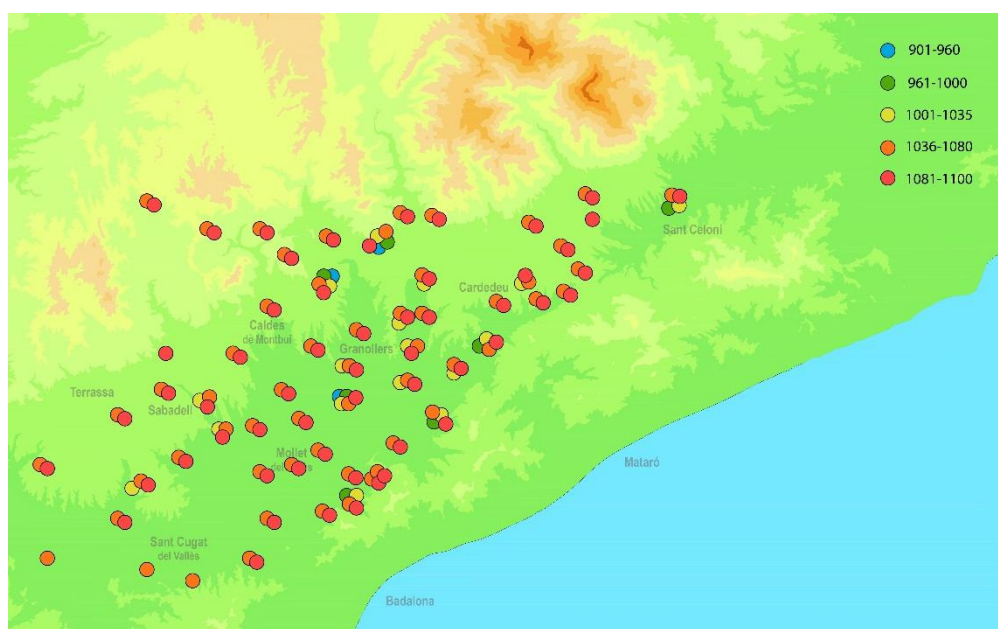 901-960
961-1000
1001-1035
1036-1080
1081-1100
Sant Celoni
Cardedeu
Caldes
de Montbui
Granollers
Terrassa
Sabadell
Mollet
del
Mataró
Sant Cugat
del Vallès
Badalona